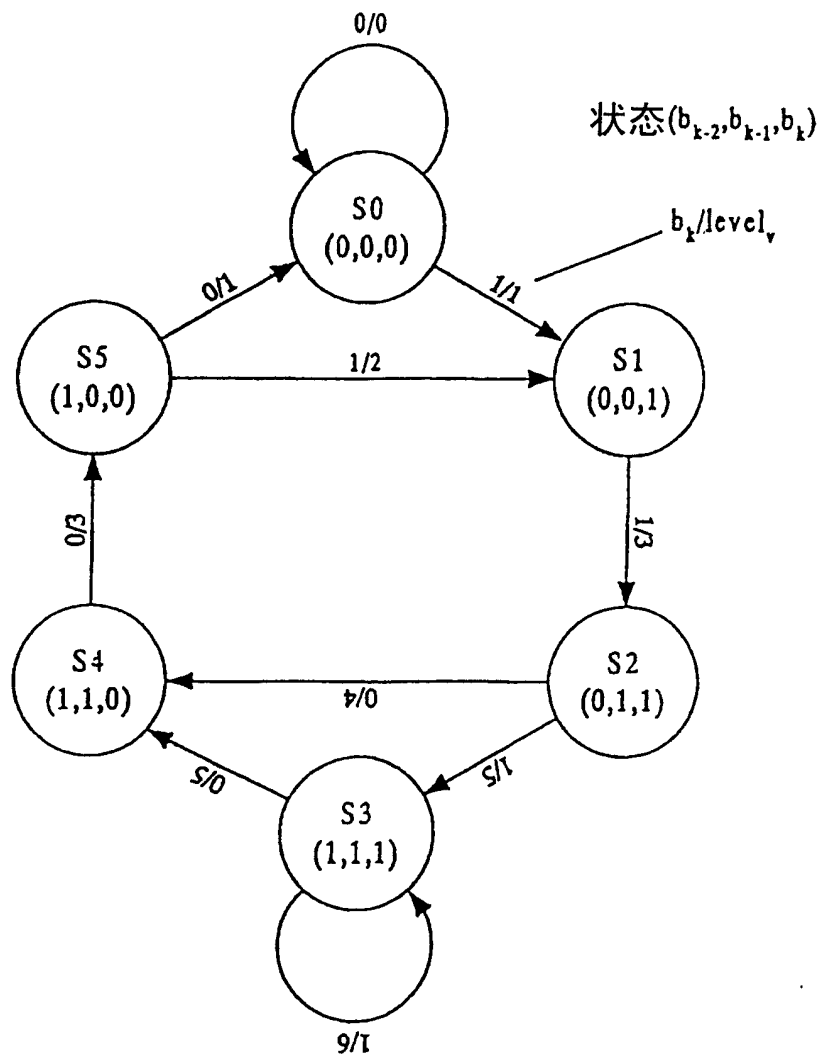 0/0
状态(b_{k-2},b_{k-1},b_k)
S0
(0,0,0)
b_k/level_v
0/1
1/1
S5
(1,0,0)
1/2
S1
(0,0,1)
0/3
1/3
S4
(1,1,0)
0/4
S2
(0,1,1)
0/5
1/5
S3
(1,1,1)
1/6